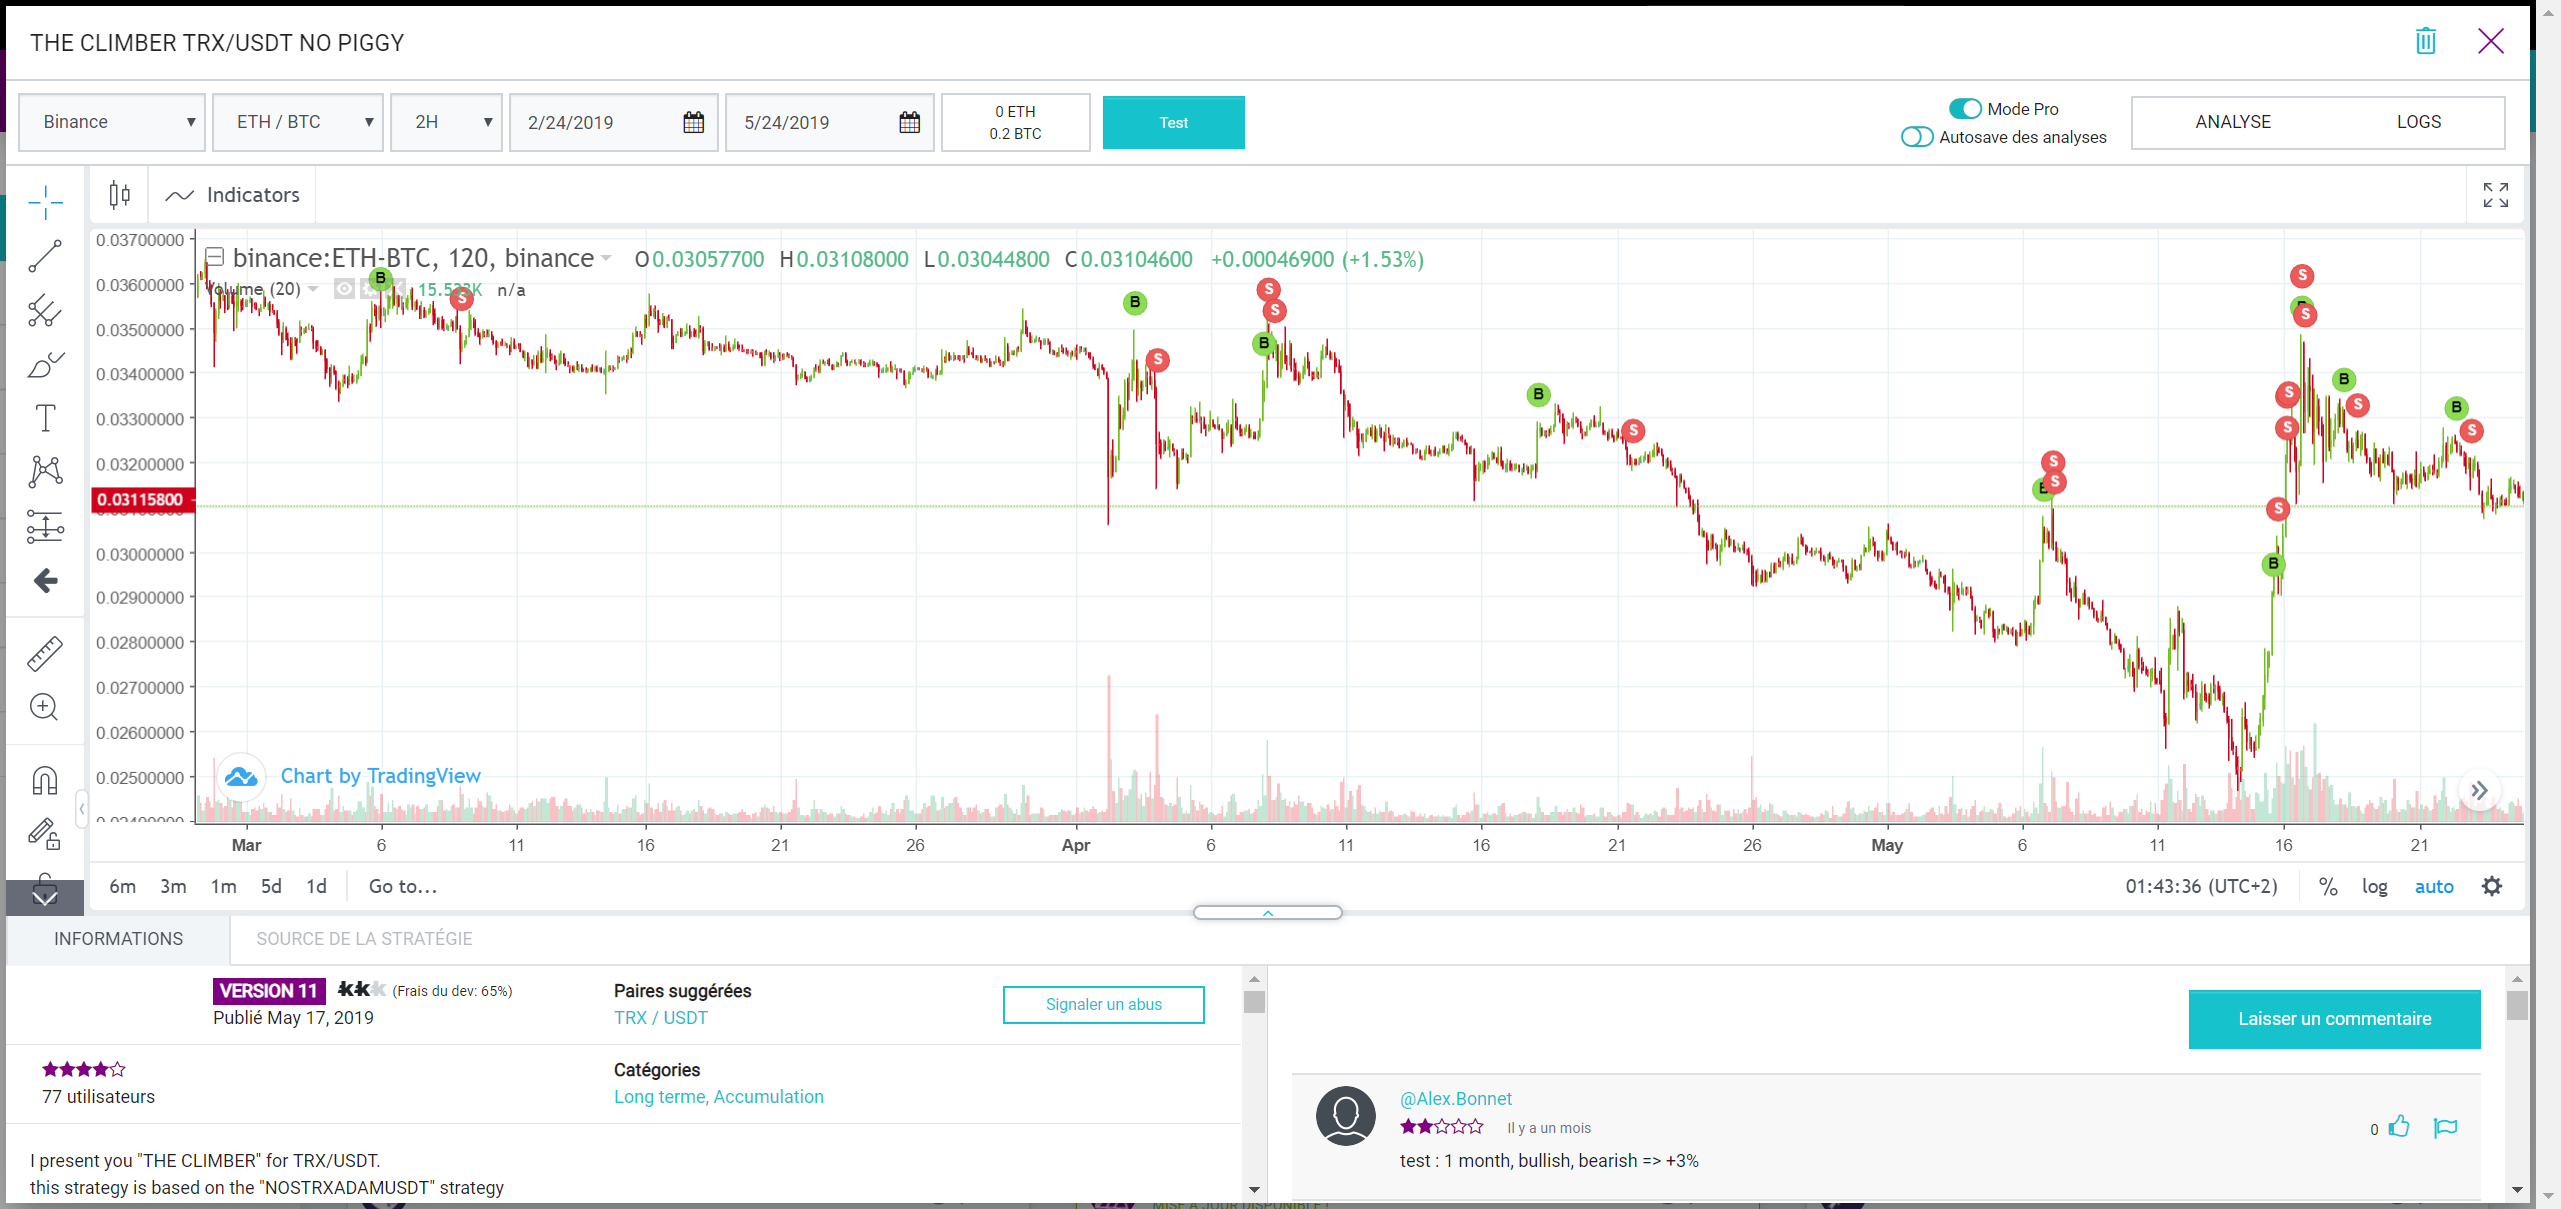 THE CLIMBER TRX/USDT NO PIGGY
Binance ETH / BTC 2H 2/24/2019 5/24/2019 0 ETH
0.2 BTC
Test
Mode Pro
Autosave des analyses
ANALYSE LOGS
Indicators
binance:ETH-BTC, 120, binance O0.03057700 H0.03108000 L0.03044800 C0.03104600 +0.00046900 (+1.53%)
Volume (20) 15.533K n/a
0.03700000
0.03600000
0.03500000
0.03400000
0.03300000
0.03200000
0.03115800
0.03000000
0.02900000
0.02800000
0.02700000
0.02600000
0.02500000
0.02400000
B
S
B
S
S
S
B
B
S
S
S
B
S
B
S
S
S
S
B
B
S
B
S
Chart by TradingView
Mar 6 11 16 21 26 Apr 6 11 16 21 26 May 6 11 16 21
6m 3m 1m 5d 1d Go to...
01:43:36 (UTC+2) % log auto
INFORMATIONS SOURCE DE LA STRATÉGIE
VERSION 11 (Frais du dev: 65%)
Publié May 17, 2019
Paires suggérées
TRX / USDT
Signaler un abus
77 utilisateurs
Catégories
Long terme, Accumulation
I present you "THE CLIMBER" for TRX/USDT.
this strategy is based on the "NOSTRXADAMUSDT" strategy
Laisser un commentaire
@Alex.Bonnet
Il y a un mois
0
test : 1 month, bullish, bearish => +3%
MISE À JOUR DISPONIBLE !